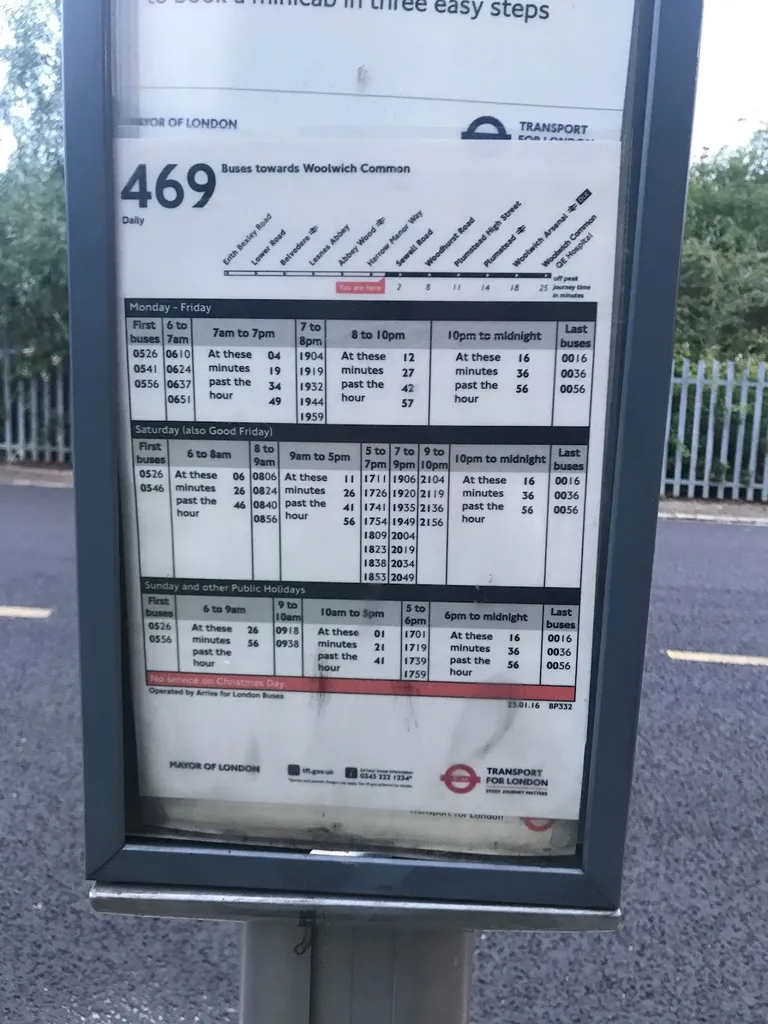 to book a minicab in three easy steps
MAYOR OF LONDON
TRANSPORT
FOR LONDON
469 Buses towards Woolwich Common
Daily
Erith Bexley Road
Lower Road
Belvedere
Lesnes Abbey
Abbey Wood
Harrow Manor Way
Sewell Road
Woodhurst Road
Plumstead High Street
Plumstead
Woolwich Arsenal DLR
Woolwich Common
QE Hospital
You are here 2 8 11 14 18 25 off peak
journey time
in minutes
Monday - Friday
First buses 6 to 7am 7am to 7pm 7 to 8pm 8 to 10pm 10pm to midnight Last buses
0526 0610 At these 04 1904 At these 12 At these 16 0016
0541 0624 minutes 19 1919 minutes 27 minutes 36 0036
0556 0637 past the 34 1932 past the 42 past the 56 0056
0651 hour 49 1944 hour 57 hour
1959
Saturday (also Good Friday)
First buses 6 to 8am 8 to 9am 9am to 5pm 5 to 7pm 7 to 9pm 9 to 10pm 10pm to midnight Last buses
0526 At these 06 0806 At these 11 1711 1906 2104 At these 16 0016
0546 minutes 26 0824 minutes 26 1726 1920 2119 minutes 36 0036
past the 46 0840 past the 41 1741 1935 2136 past the 56 0056
hour 0856 hour 56 1754 1949 2156 hour
1809 2004
1823 2019
1838 2034
1853 2049
Sunday and other Public Holidays
First buses 6 to 9am 9 to 10am 10am to 5pm 5 to 6pm 6pm to midnight Last buses
0526 At these 26 0918 At these 01 1701 At these 16 0016
0556 minutes 56 0938 minutes 21 1719 minutes 36 0036
past the past the 41 1739 past the 56 0056
hour hour 1759 hour
No service on Christmas Day
Operated by Arriva for London Buses
23.01.16 BP332
MAYOR OF LONDON
tfl.gov.uk
24 hour travel information
0343 222 1234*
TRANSPORT
FOR LONDON
EVERY JOURNEY MATTERS
Transport for London